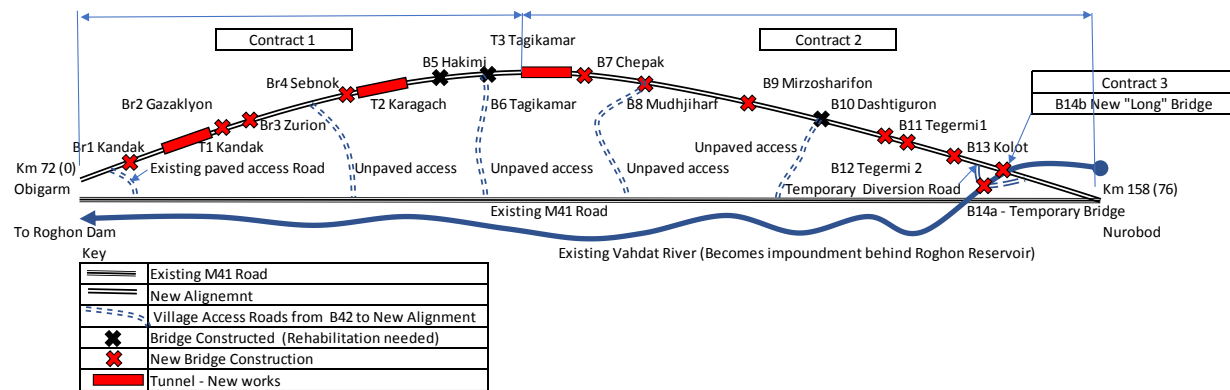 Contract 1
Contract 2
T3 Tagikamar
B5 Hakimi
B7 Chepak
Contract 3
B14b New "Long" Bridge
Br4 Sebnok
B9 Mirzosharifon
Br2 Gazaklyon
T2 Karagach
B6 Tagikamar
B8 Mudhjiharf
B10 Dashtiguron
Br3 Zurion
B11 Tegermi1
Br1 Kandak
T1 Kandak
Unpaved access
B13 Kolot
Km 72 (0)
Obigarm
Existing paved access Road
Unpaved access
Unpaved access
Unpaved access
B12 Tegermi 2
Temporary Diversion Road
Km 158 (76)
Existing M41 Road
B14a - Temporary Bridge
To Roghon Dam
Nurobod
Existing Vahdat River (Becomes impoundment behind Roghon Reservoir)
Key
Existing M41 Road
New Alignemnt
Village Access Roads from B42 to New Alignment
Bridge Constructed (Rehabilitation needed)
New Bridge Construction
Tunnel - New works